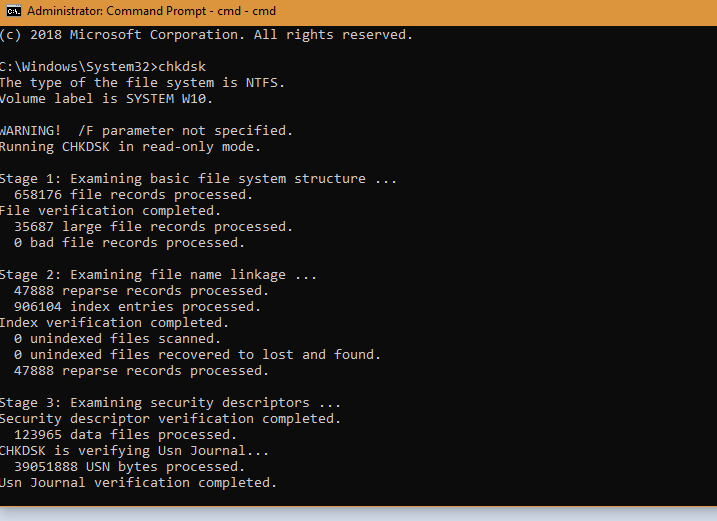 Administrator: Command Prompt - cmd - cmd
(c) 2018 Microsoft Corporation. All rights reserved.
C:\Windows\System32>chkdsk
The type of the file system is NTFS.
Volume label is SYSTEM W10.
WARNING!  /F parameter not specified.
Running CHKDSK in read-only mode.
Stage 1: Examining basic file system structure ...
  658176 file records processed.
File verification completed.
  35687 large file records processed.
  0 bad file records processed.
Stage 2: Examining file name linkage ...
  47888 reparse records processed.
  906104 index entries processed.
Index verification completed.
  0 unindexed files scanned.
  0 unindexed files recovered to lost and found.
  47888 reparse records processed.
Stage 3: Examining security descriptors ...
Security descriptor verification completed.
  123965 data files processed.
CHKDSK is verifying Usn Journal...
  39051888 USN bytes processed.
Usn Journal verification completed.